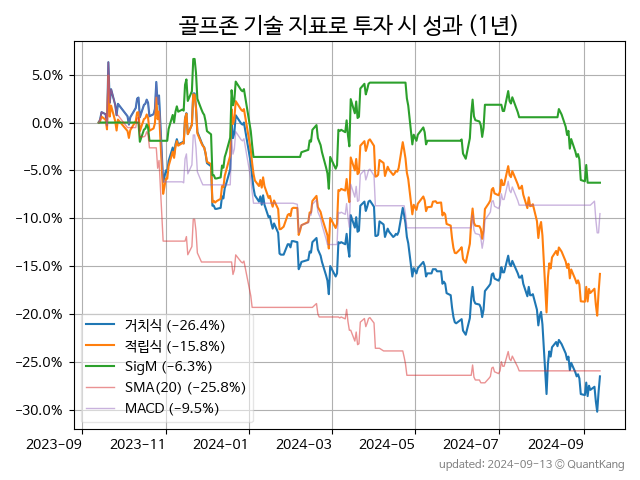 골프존 기술 지표로 투자 시 성과 (1년)
5.0%
0.0%
−5.0%
−10.0%
−15.0%
−20.0%
−25.0%
−30.0%
거치식 (−26.4%)
적립식 (−15.8%)
SigM (−6.3%)
SMA(20) (−25.8%)
MACD (−9.5%)
2023-09 2023-11 2024-01 2024-03 2024-05 2024-07 2024-09
updated: 2024-09-13 ⓒ QuantKang